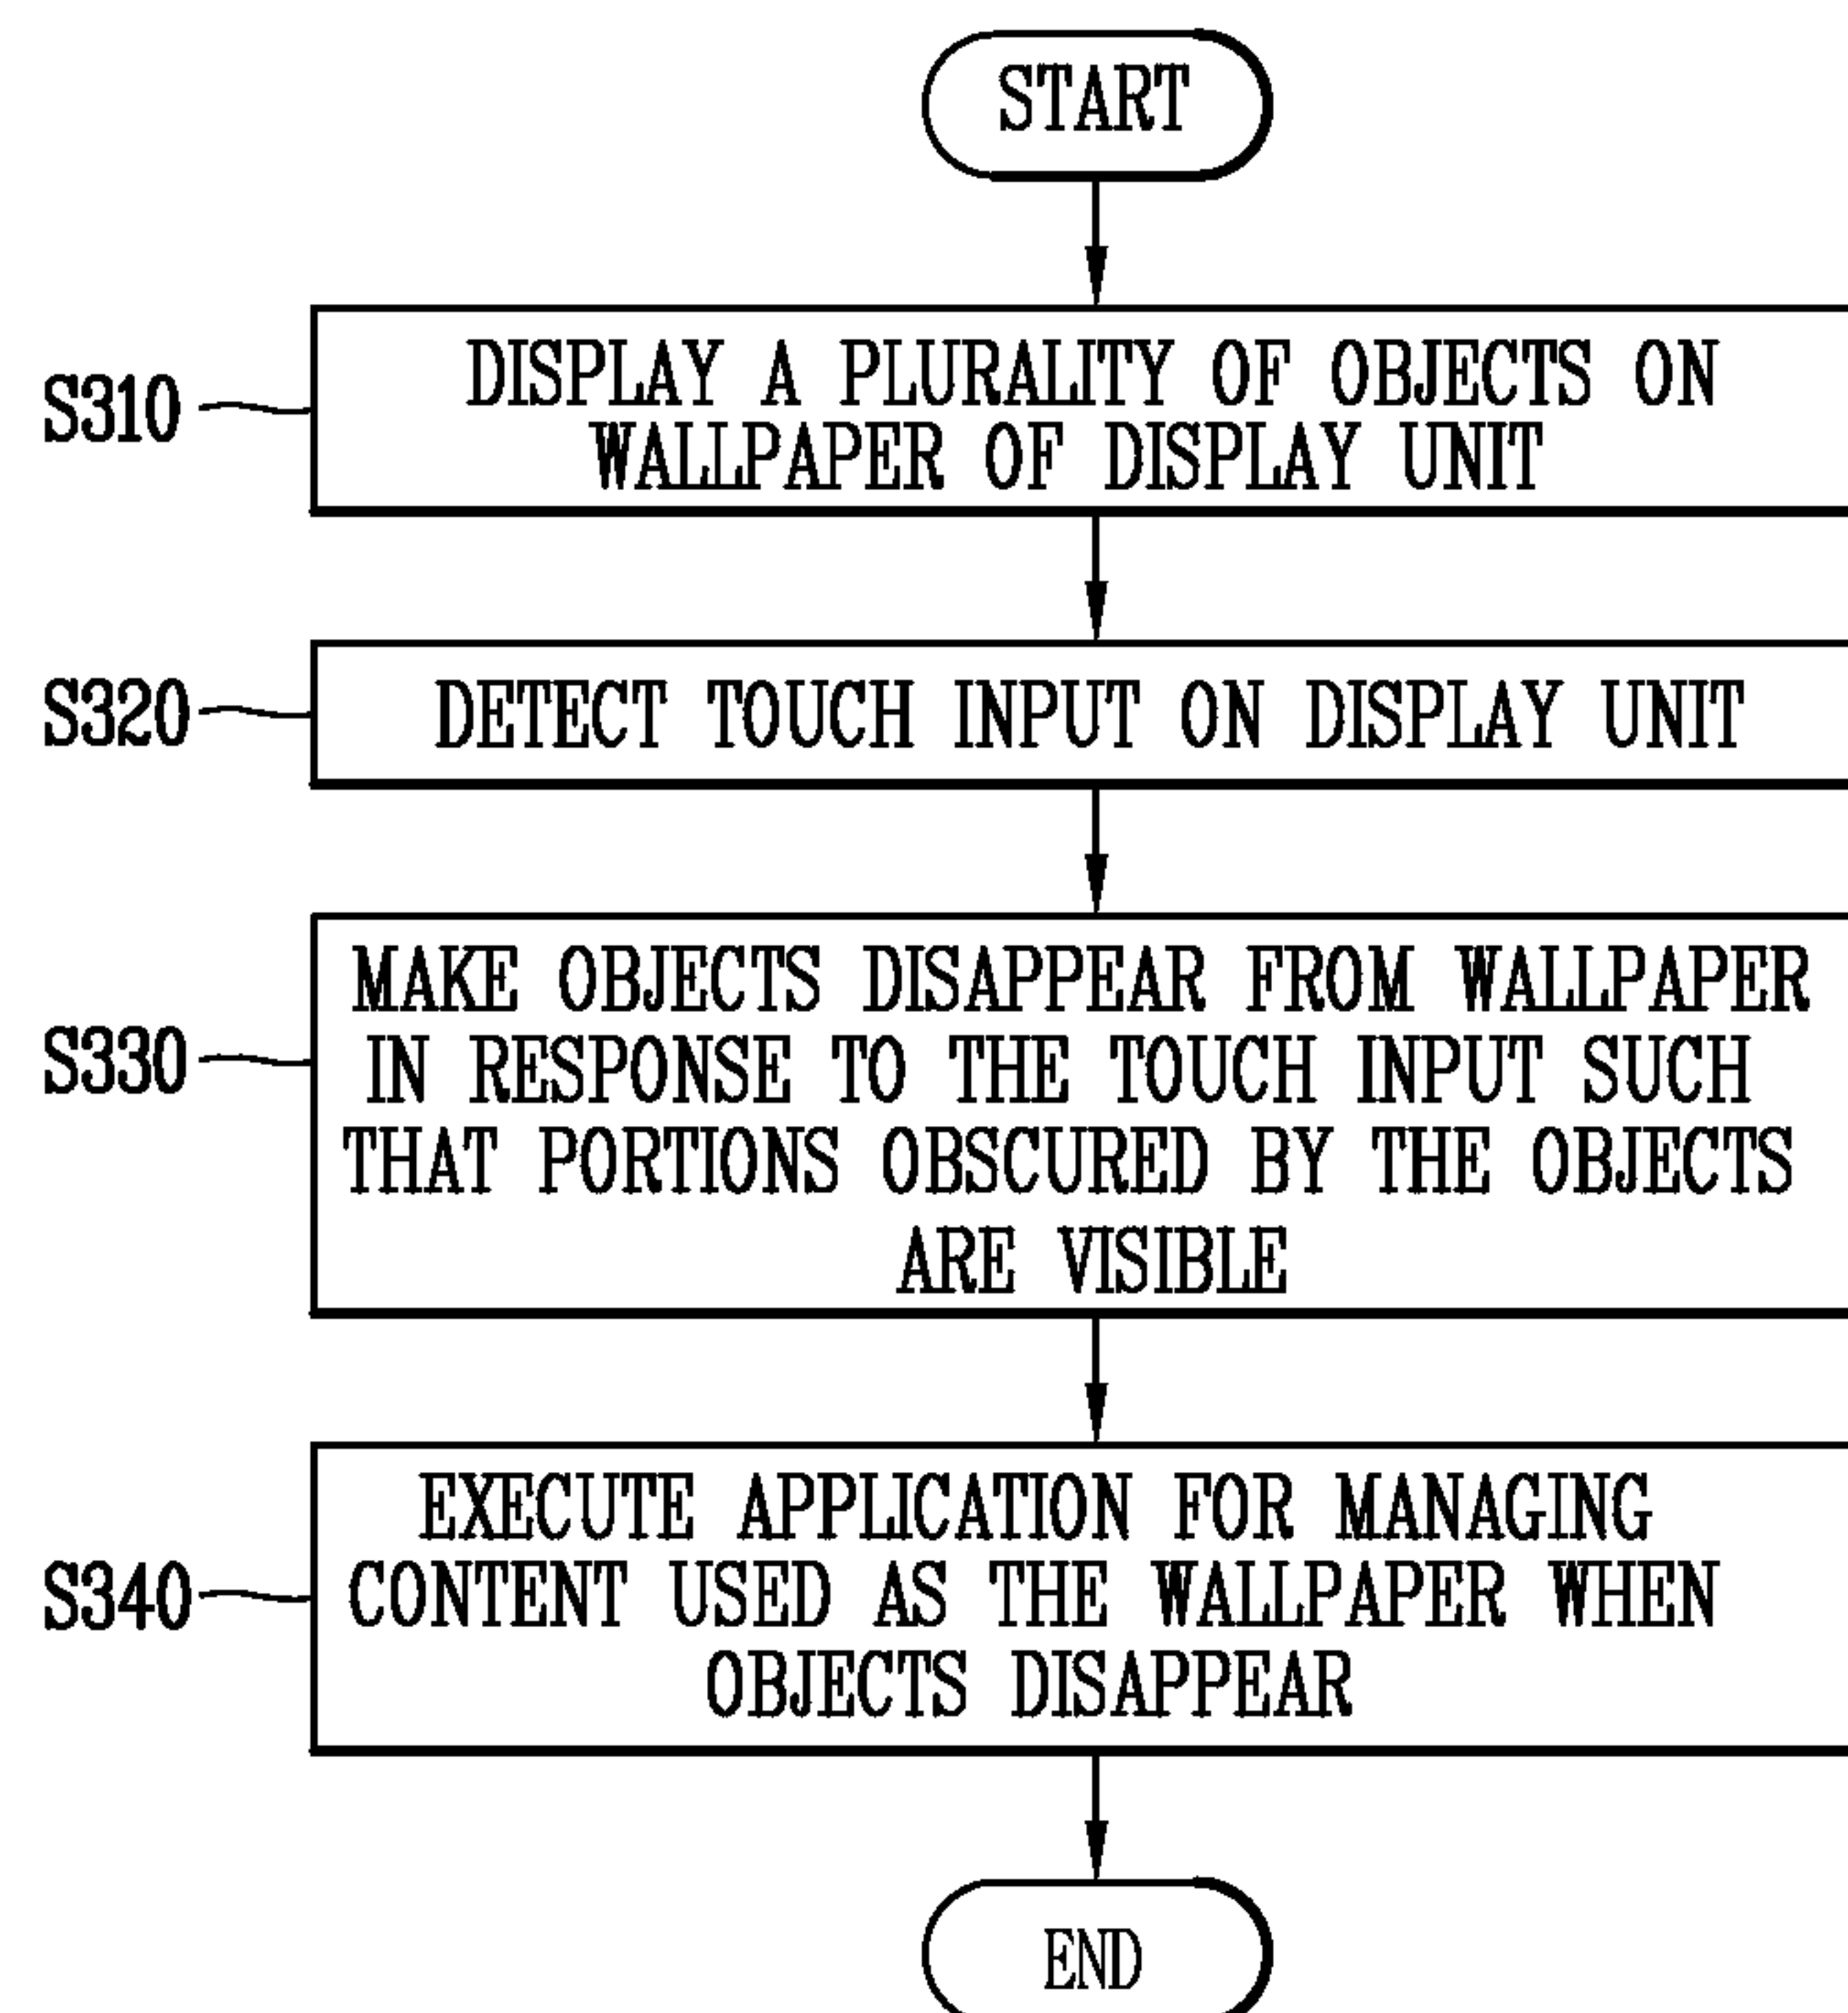 START
S310
DISPLAY A PLURALITY OF OBJECTS ON
WALLPAPER OF DISPLAY UNIT
S320
DETECT TOUCH INPUT ON DISPLAY UNIT
S330
MAKE OBJECTS DISAPPEAR FROM WALLPAPER
IN RESPONSE TO THE TOUCH INPUT SUCH
THAT PORTIONS OBSCURED BY THE OBJECTS
ARE VISIBLE
S340
EXECUTE APPLICATION FOR MANAGING
CONTENT USED AS THE WALLPAPER WHEN
OBJECTS DISAPPEAR
END